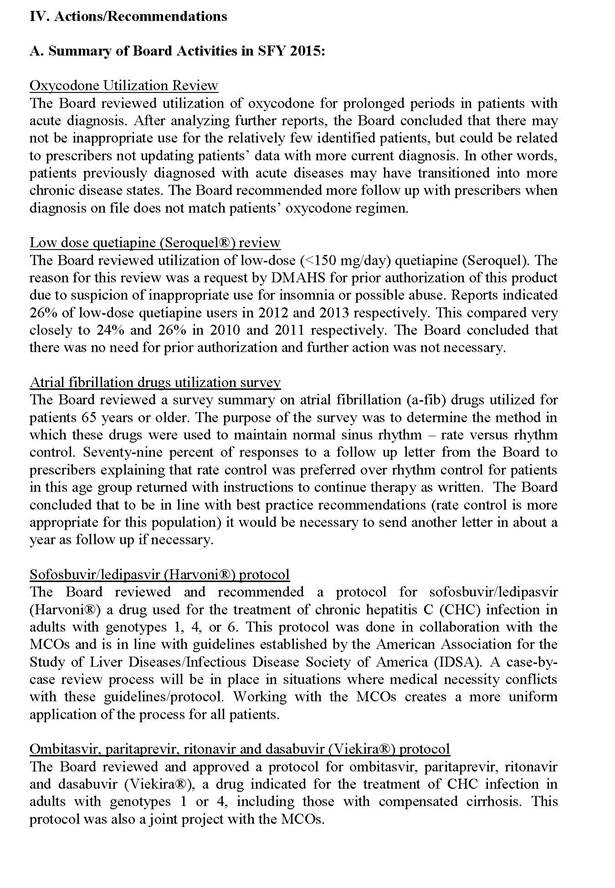 IV. Actions/Recommendations
A. Summary of Board Activities in SFY 2015:
Oxycodone Utilization Review
The Board reviewed utilization of oxycodone for prolonged periods in patients with
acute diagnosis. After analyzing further reports, the Board concluded that there may
not be inappropriate use for the relatively few identified patients, but could be related
to prescribers not updating patients' data with more current diagnosis. In other words,
patients previously diagnosed with acute diseases may have transitioned into more
chronic disease states. The Board recommended more follow up with prescribers when
diagnosis on file does not match patients' oxycodone regimen.
Low dose quetiapine (Seroquel®) review
The Board reviewed utilization of low-dose (<150 mg/day) quetiapine (Seroquel). The
reason for this review was a request by DMAHS for prior authorization of this product
due to suspicion of inappropriate use for insomnia or possible abuse. Reports indicated
26% of low-dose quetiapine users in 2012 and 2013 respectively. This compared very
closely to 24% and 26% in 2010 and 2011 respectively. The Board concluded that
there was no need for prior authorization and further action was not necessary.
Atrial fibrillation drugs utilization survey
The Board reviewed a survey summary on atrial fibrillation (a-fib) drugs utilized for
patients 65 years or older. The purpose of the survey was to determine the method in
which these drugs were used to maintain normal sinus rhythm – rate versus rhythm
control. Seventy-nine percent of responses to a follow up letter from the Board to
prescribers explaining that rate control was preferred over rhythm control for patients
in this age group returned with instructions to continue therapy as written. The Board
concluded that to be in line with best practice recommendations (rate control is more
appropriate for this population) it would be necessary to send another letter in about a
year as follow up if necessary.
Sofosbuvir/ledipasvir (Harvoni®) protocol
The Board reviewed and recommended a protocol for sofosbuvir/ledipasvir
(Harvoni®) a drug used for the treatment of chronic hepatitis C (CHC) infection in
adults with genotypes 1, 4, or 6. This protocol was done in collaboration with the
MCOs and is in line with guidelines established by the American Association for the
Study of Liver Diseases/Infectious Disease Society of America (IDSA). A case-by-
case review process will be in place in situations where medical necessity conflicts
with these guidelines/protocol. Working with the MCOs creates a more uniform
application of the process for all patients.
Ombitasvir, paritaprevir, ritonavir and dasabuvir (Viekira®) protocol
The Board reviewed and approved a protocol for ombitasvir, paritaprevir, ritonavir
and dasabuvir (Viekira®), a drug indicated for the treatment of CHC infection in
adults with genotypes 1 or 4, including those with compensated cirrhosis. This
protocol was also a joint project with the MCOs.